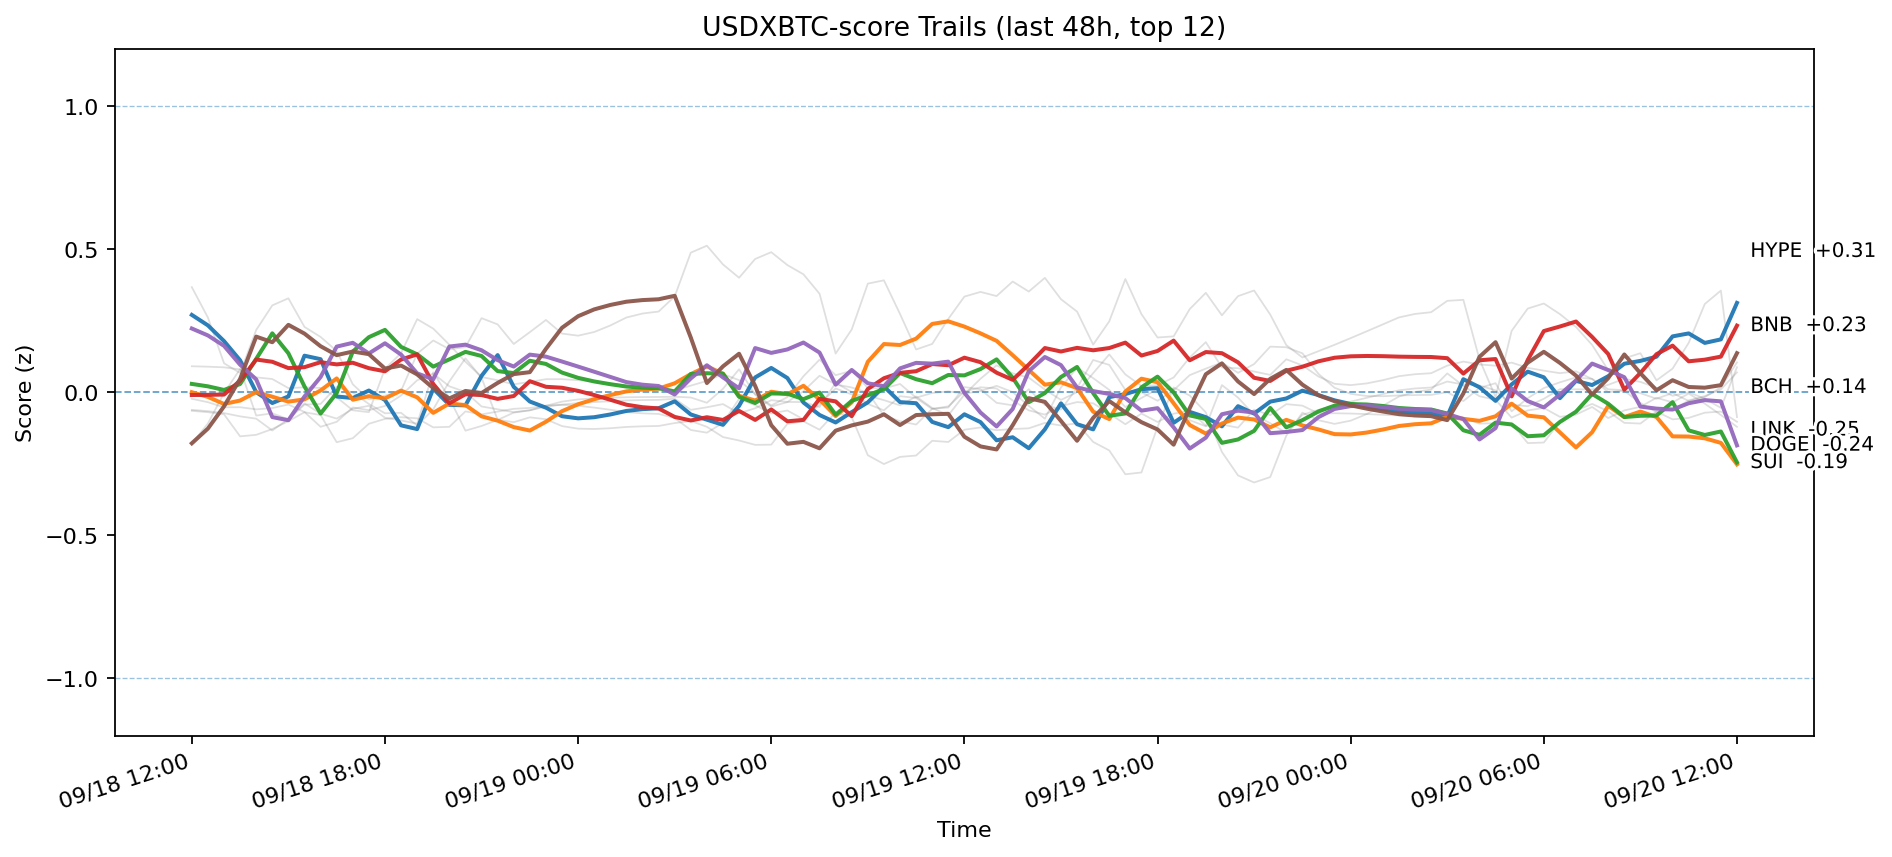 USDXBTC-score Trails (last 48h, top 12)
Score (z)
1.0
0.5
0.0
−0.5
−1.0
HYPE +0.31
BNB +0.23
BCH +0.14
LINK -0.25
DOGE -0.24
SUI -0.19
09/18 12:00
09/18 18:00
09/19 00:00
09/19 06:00
09/19 12:00
09/19 18:00
09/20 00:00
09/20 06:00
09/20 12:00
Time